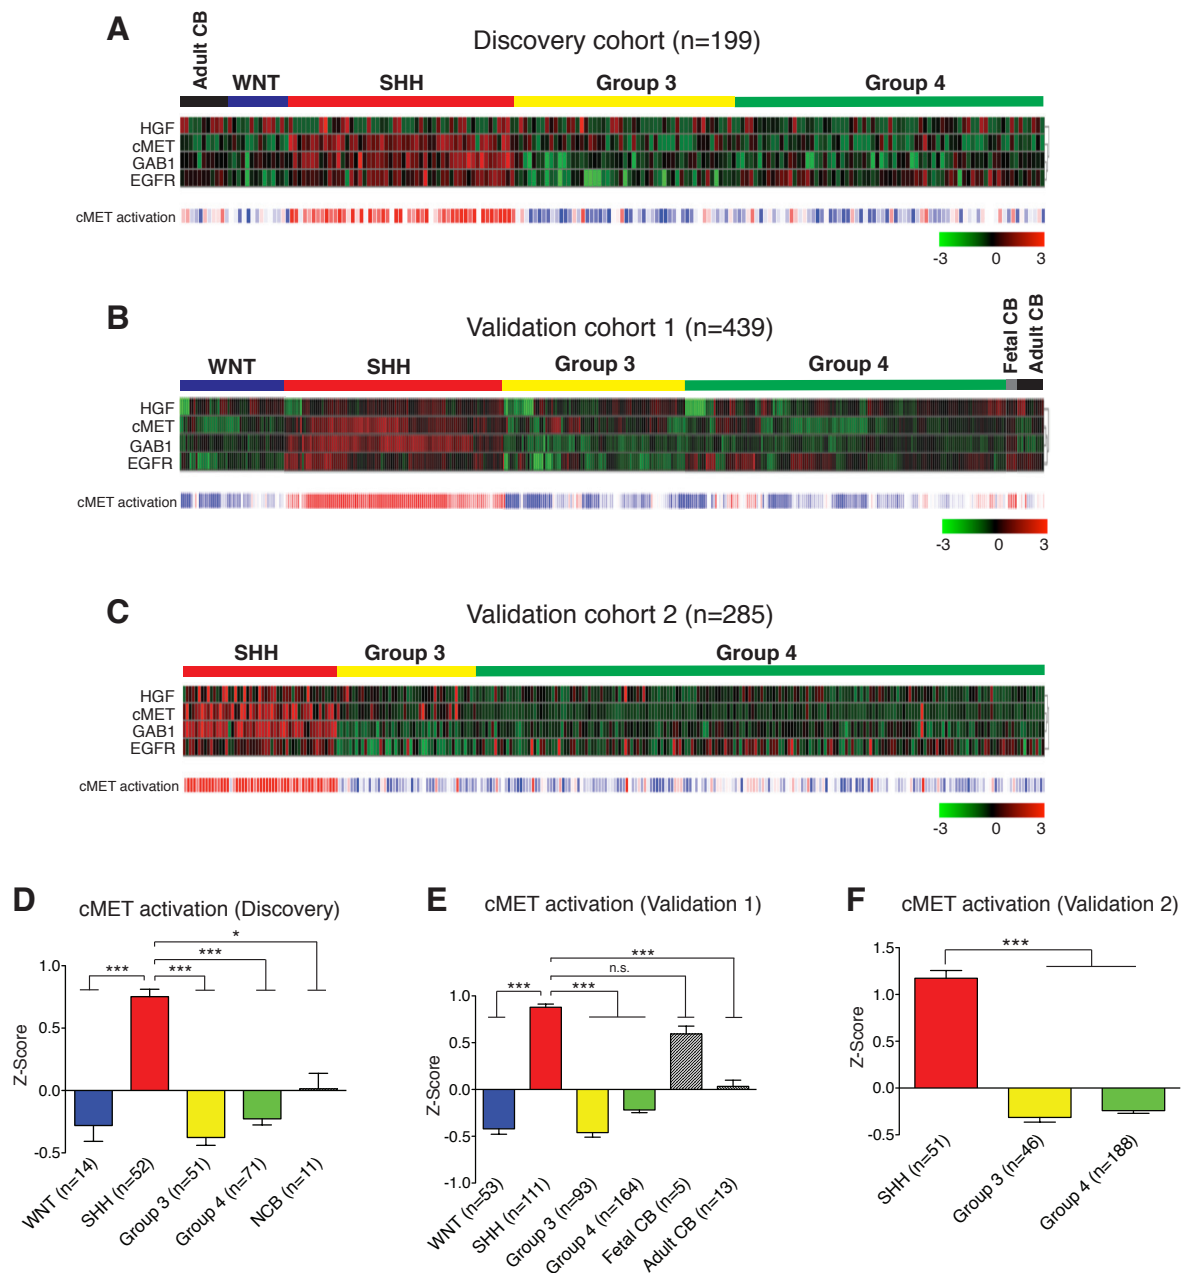 A
Discovery cohort (n=199)
Adult CB
WNT
SHH
Group 3
Group 4
HGF
cMET
GAB1
EGFR
cMET activation
-3 0 3
B
Validation cohort 1 (n=439)
WNT
SHH
Group 3
Group 4
Fetal CB
Adult CB
HGF
cMET
GAB1
EGFR
cMET activation
-3 0 3
C
Validation cohort 2 (n=285)
SHH
Group 3
Group 4
HGF
cMET
GAB1
EGFR
cMET activation
-3 0 3
D
cMET activation (Discovery)
*
***
*** ***
1.0
0.5
0.0
-0.5
Z-Score
WNT (n=14)
SHH (n=52)
Group 3 (n=51)
Group 4 (n=71)
NCB (n=11)
E
cMET activation (Validation 1)
***
n.s.
*** ***
1.0
0.5
0.0
-0.5
-1.0
Z-Score
WNT (n=53)
SHH (n=111)
Group 3 (n=93)
Group 4 (n=164)
Fetal CB (n=5)
Adult CB (n=13)
F
cMET activation (Validation 2)
***
1.5
1.0
0.5
0.0
-0.5
Z-Score
SHH (n=51)
Group 3 (n=46)
Group 4 (n=188)